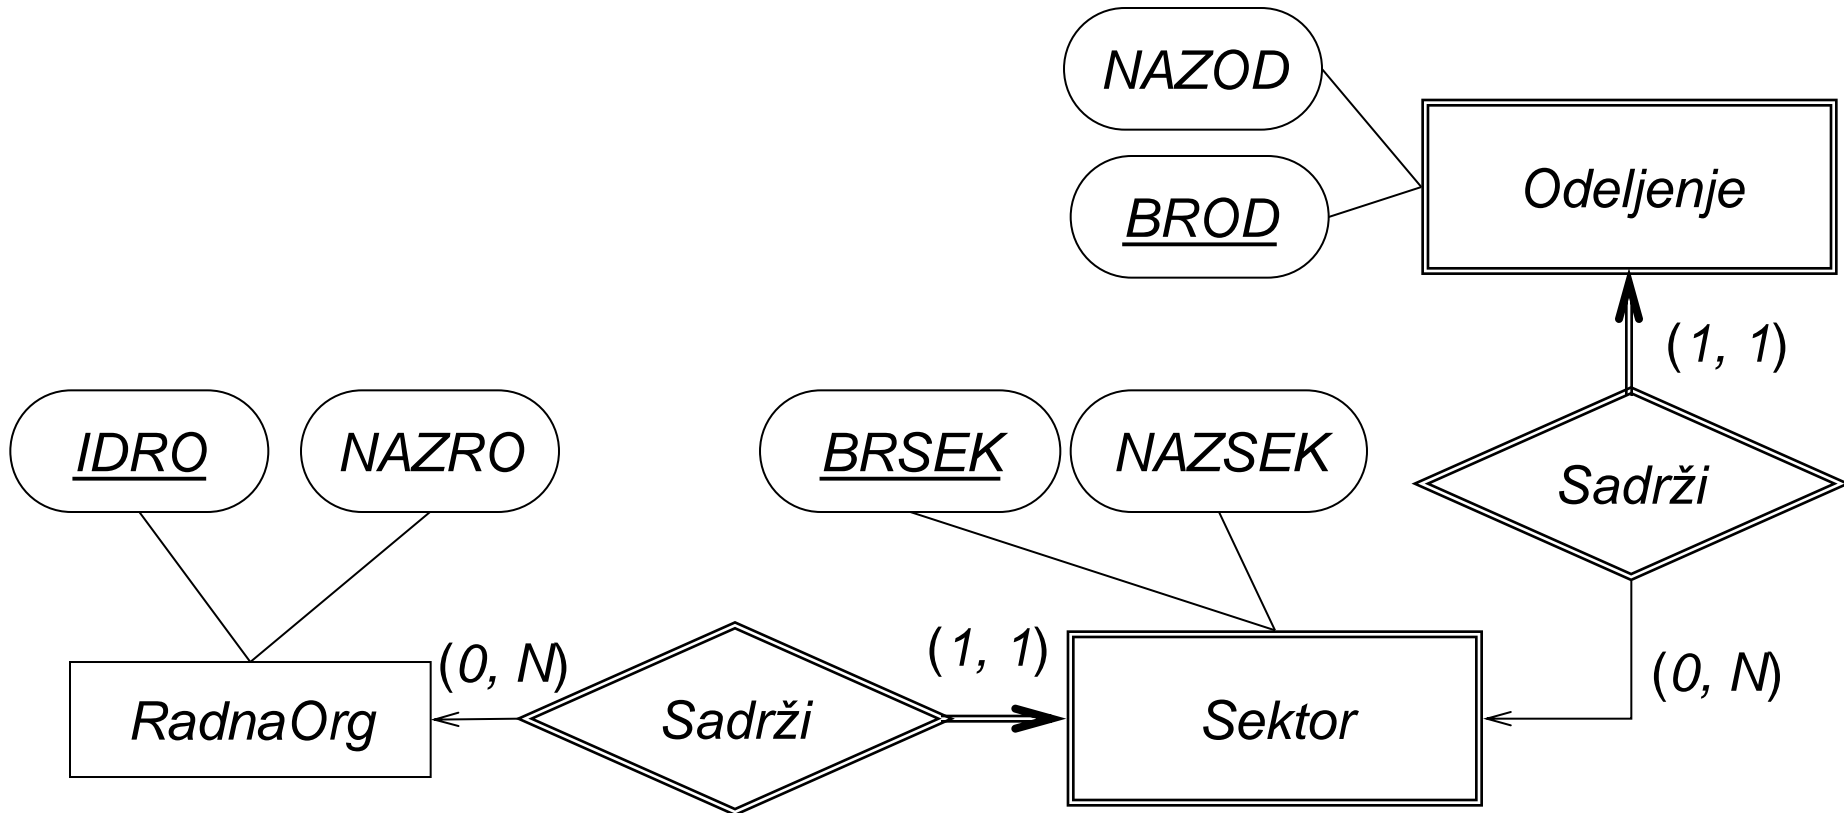 NAZOD
BROD
Odeljenje
(1, 1)
IDRO
NAZRO
BRSEK
NAZSEK
Sadrži
(0, N)
(1, 1)
(0, N)
RadnaOrg
Sadrži
Sektor